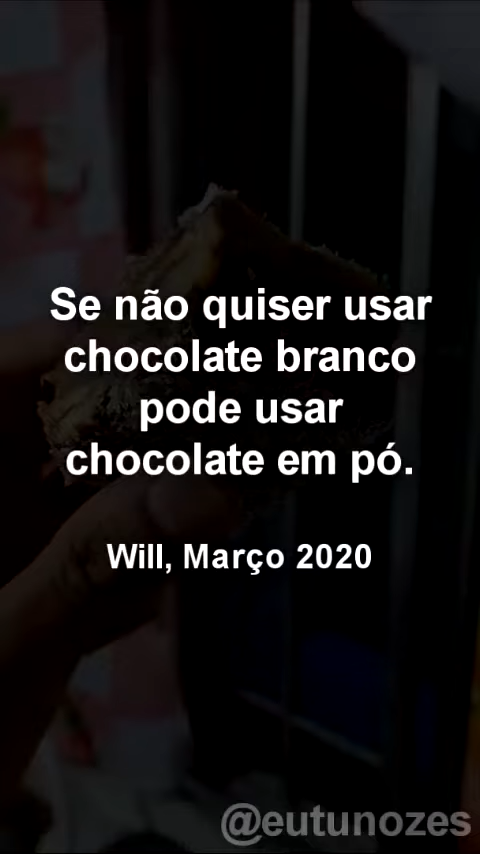 Se não quiser usar
chocolate branco
pode usar
chocolate em pó.
Will, Março 2020
@eutunozes